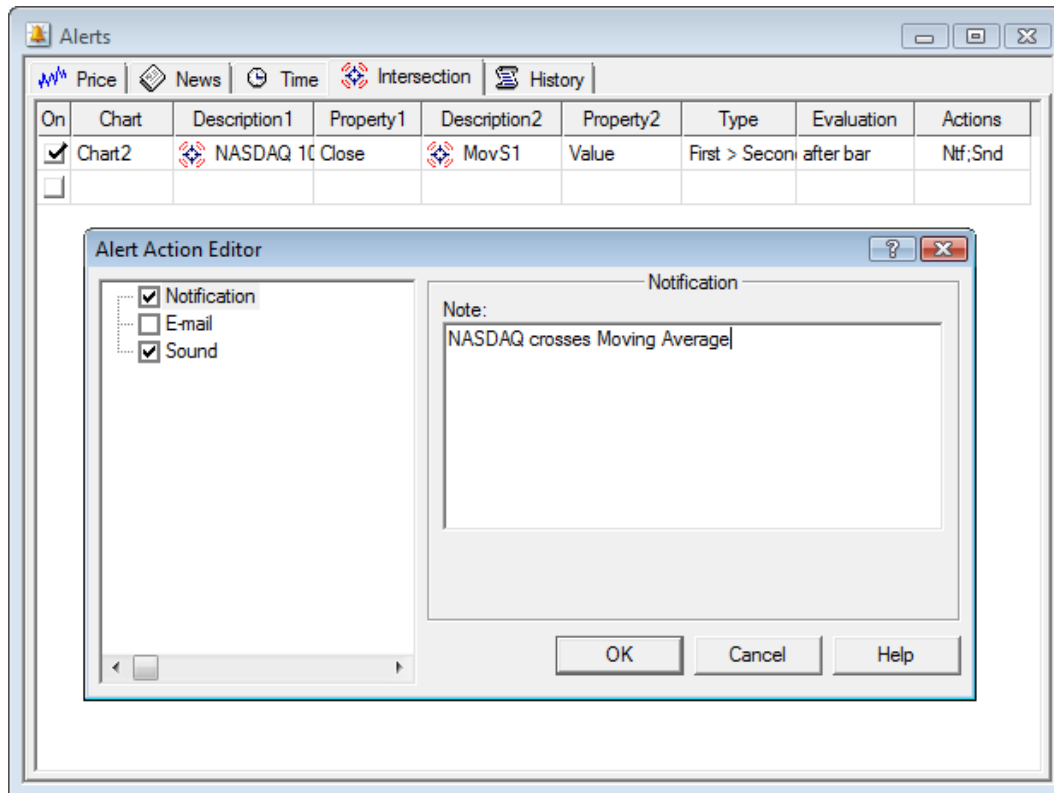 Alerts
Price News Time Intersection History
On Chart Description1 Property1 Description2 Property2 Type Evaluation Actions
Chart2 NASDAQ 10 Close MovS1 Value First > Secon after bar Ntf;Snd
Alert Action Editor
Notification
E-mail
Sound
Notification
Note:
NASDAQ crosses Moving Average
OK Cancel Help